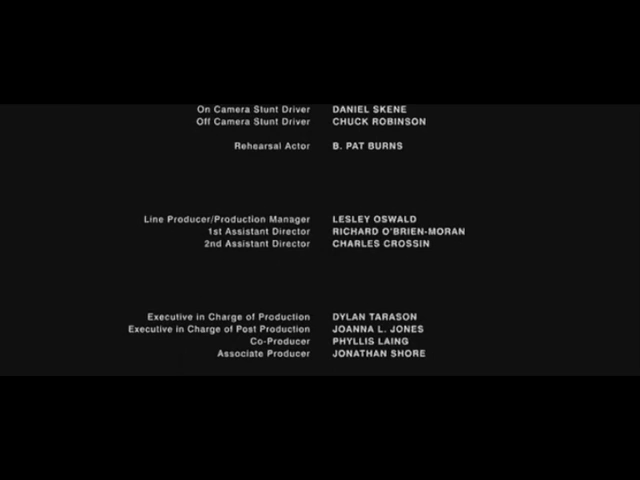 On Camera Stunt Driver DANIEL SKENE
Off Camera Stunt Driver CHUCK ROBINSON
Rehearsal Actor B. PAT BURNS
Line Producer/Production Manager LESLEY OSWALD
1st Assistant Director RICHARD O'BRIEN-MORAN
2nd Assistant Director CHARLES CROSSIN
Executive in Charge of Production DYLAN TARASON
Executive in Charge of Post Production JOANNA L. JONES
Co-Producer PHYLLIS LAING
Associate Producer JONATHAN SHORE